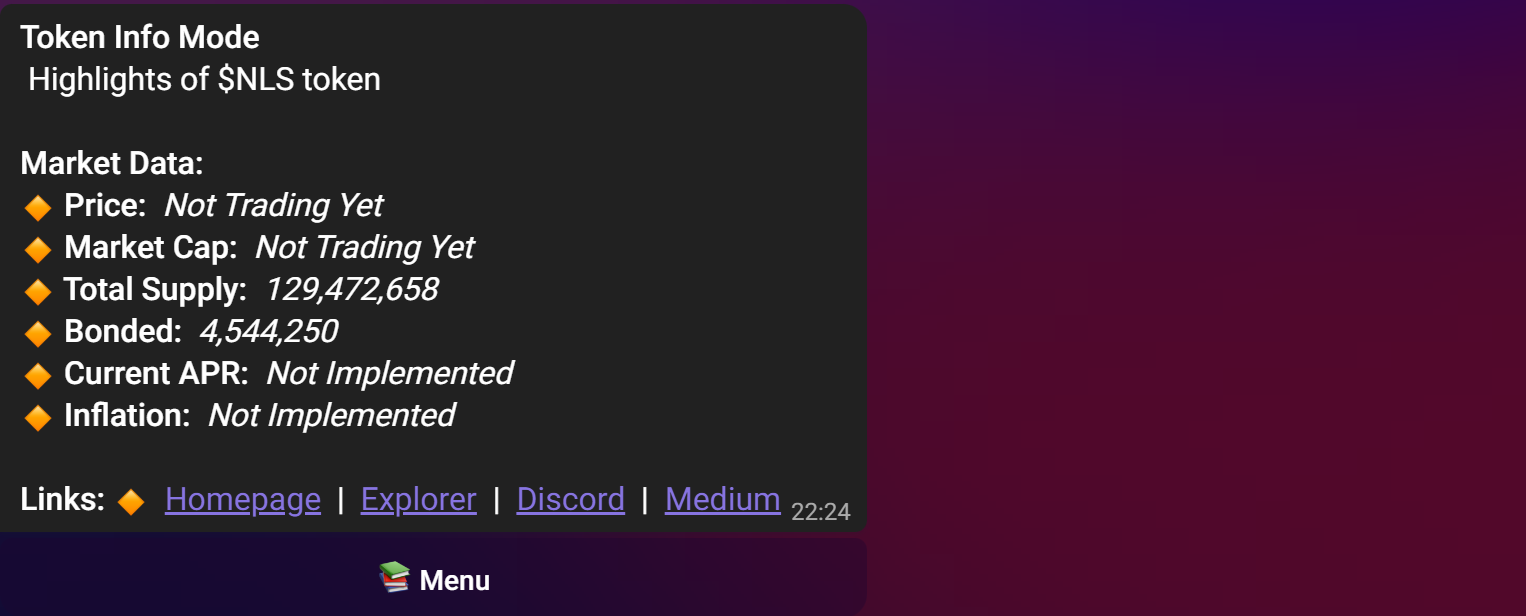 Token Info Mode
Highlights of $NLS token
Market Data:
🔸 Price: Not Trading Yet
🔸 Market Cap: Not Trading Yet
🔸 Total Supply: 129,472,658
🔸 Bonded: 4,544,250
🔸 Current APR: Not Implemented
🔸 Inflation: Not Implemented
Links: 🔸 Homepage | Explorer | Discord | Medium 22:24
📚 Menu